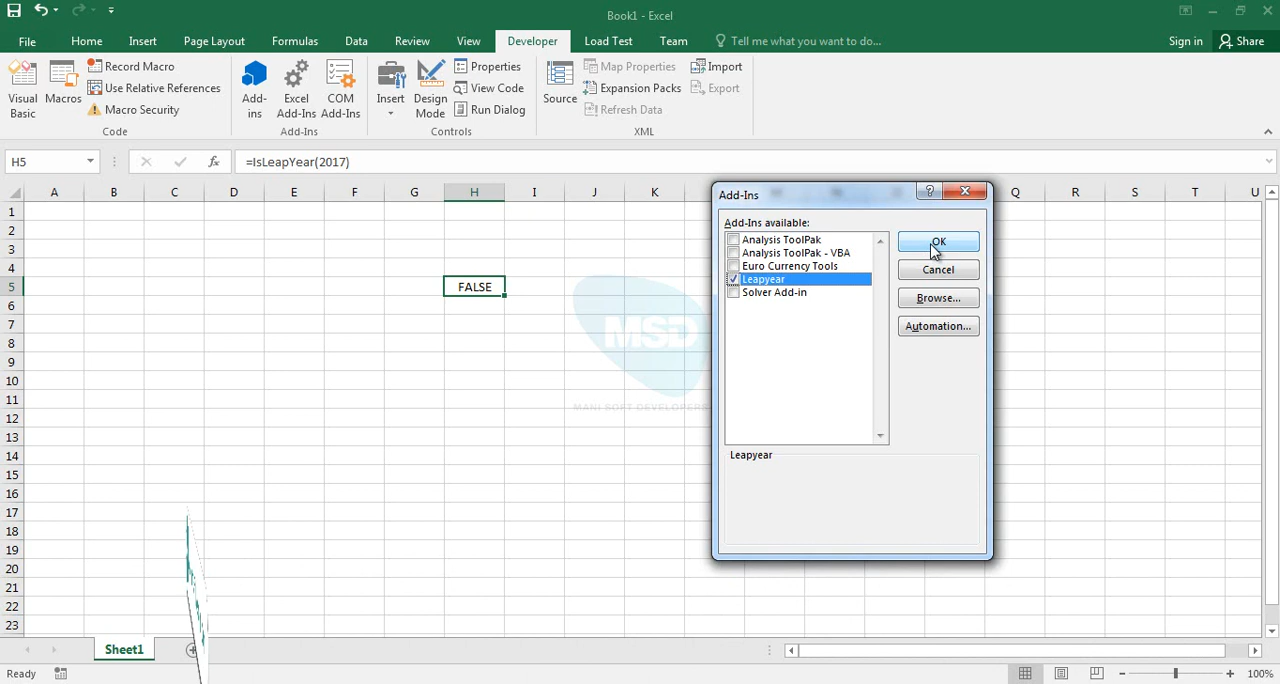 Book1 - Excel
File Home Insert Page Layout Formulas Data Review View Developer Load Test Team Tell me what you want to do... Sign in Share
Visual Basic
Macros
Record Macro
Use Relative References
Macro Security
Code
Add-ins
Excel Add-Ins
COM Add-Ins
Add-Ins
Insert
Design Mode
Properties
View Code
Run Dialog
Controls
Source
Map Properties
Expansion Packs
Refresh Data
Import
Export
XML
H5 fx =IsLeapYear(2017)
A B C D E F G H I J K Q R S T U
1
2
3
4
5 FALSE
6
7
8
9
10
11
12
13
14
15
16
17
18
19
20
21
22
23
MSD
MANI SOFT DEVELOPERS
Add-Ins ?
Add-Ins available:
Analysis ToolPak
Analysis ToolPak - VBA
Euro Currency Tools
Leapyear
Solver Add-in
OK
Cancel
Browse...
Automation...
Leapyear
Sheet1
Ready 100%